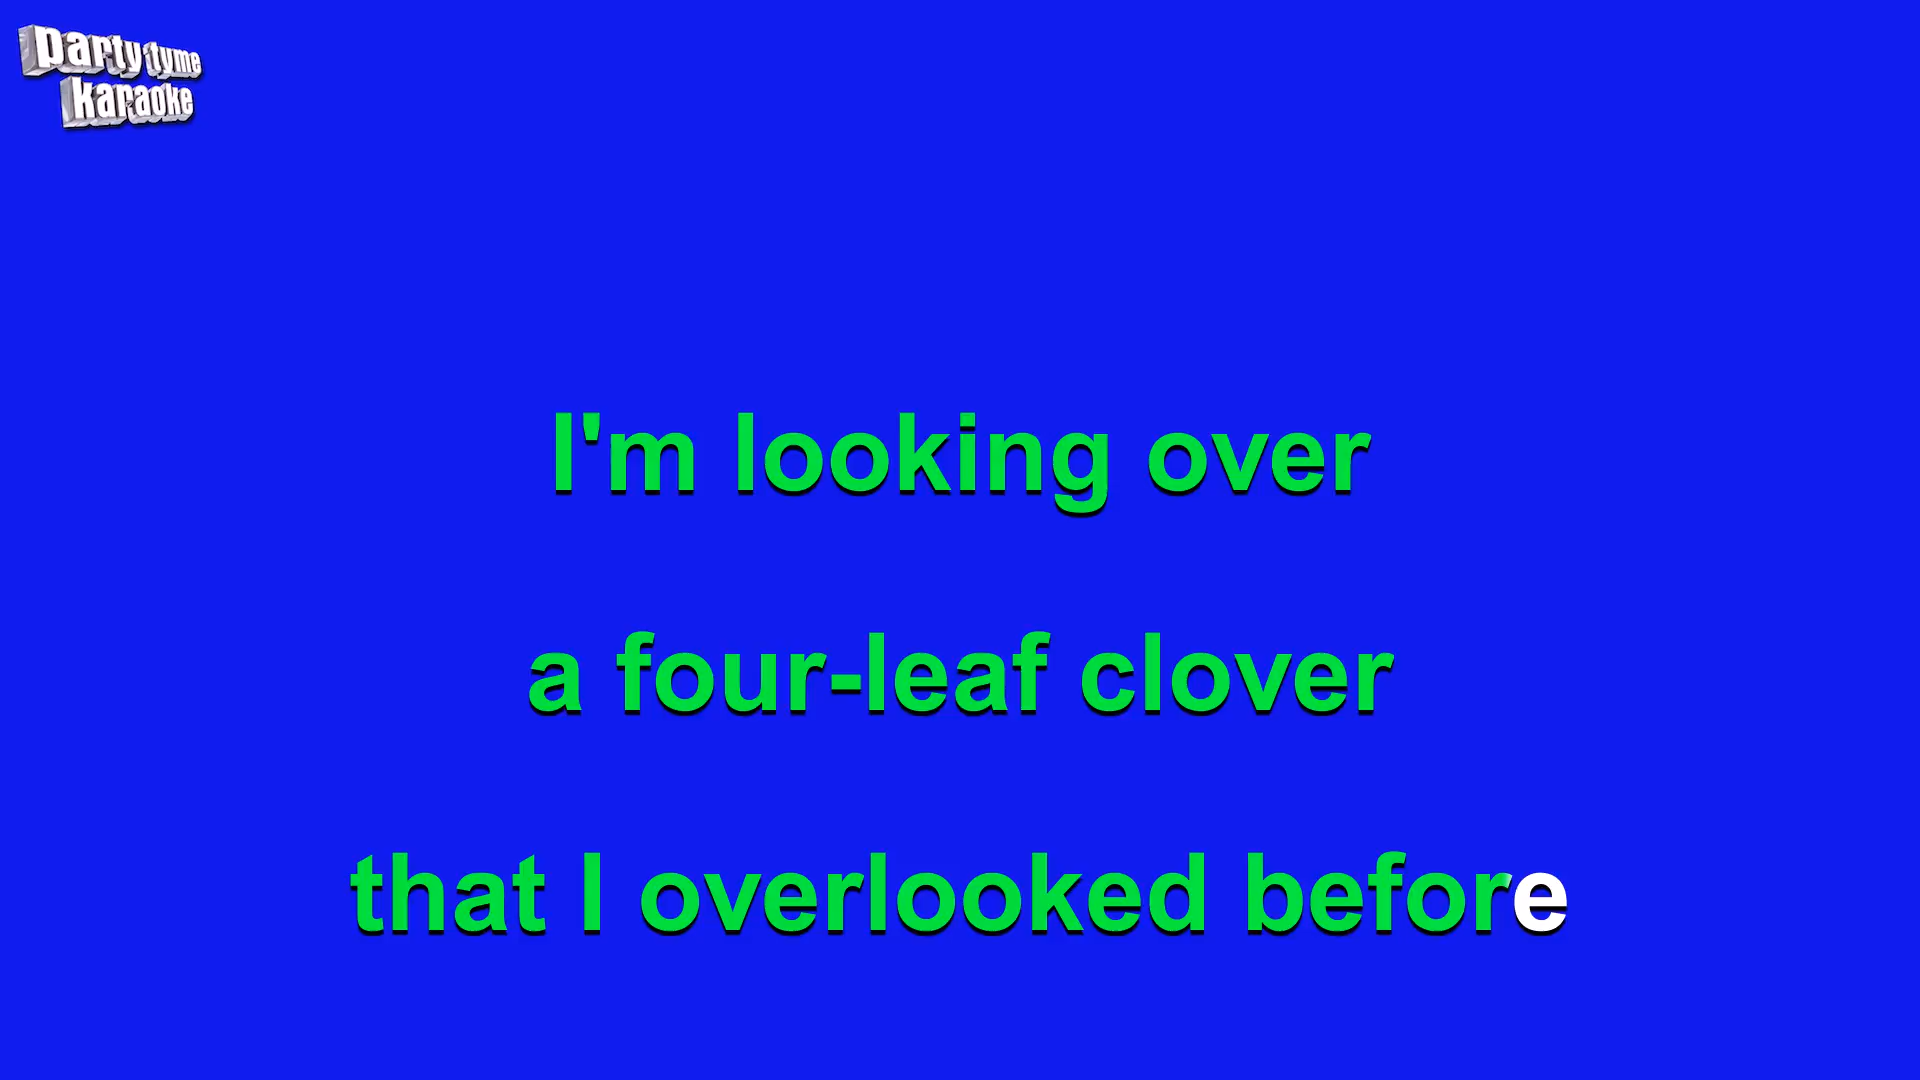 party tyme
karaoke
I'm looking over
a four-leaf clover
that I overlooked before